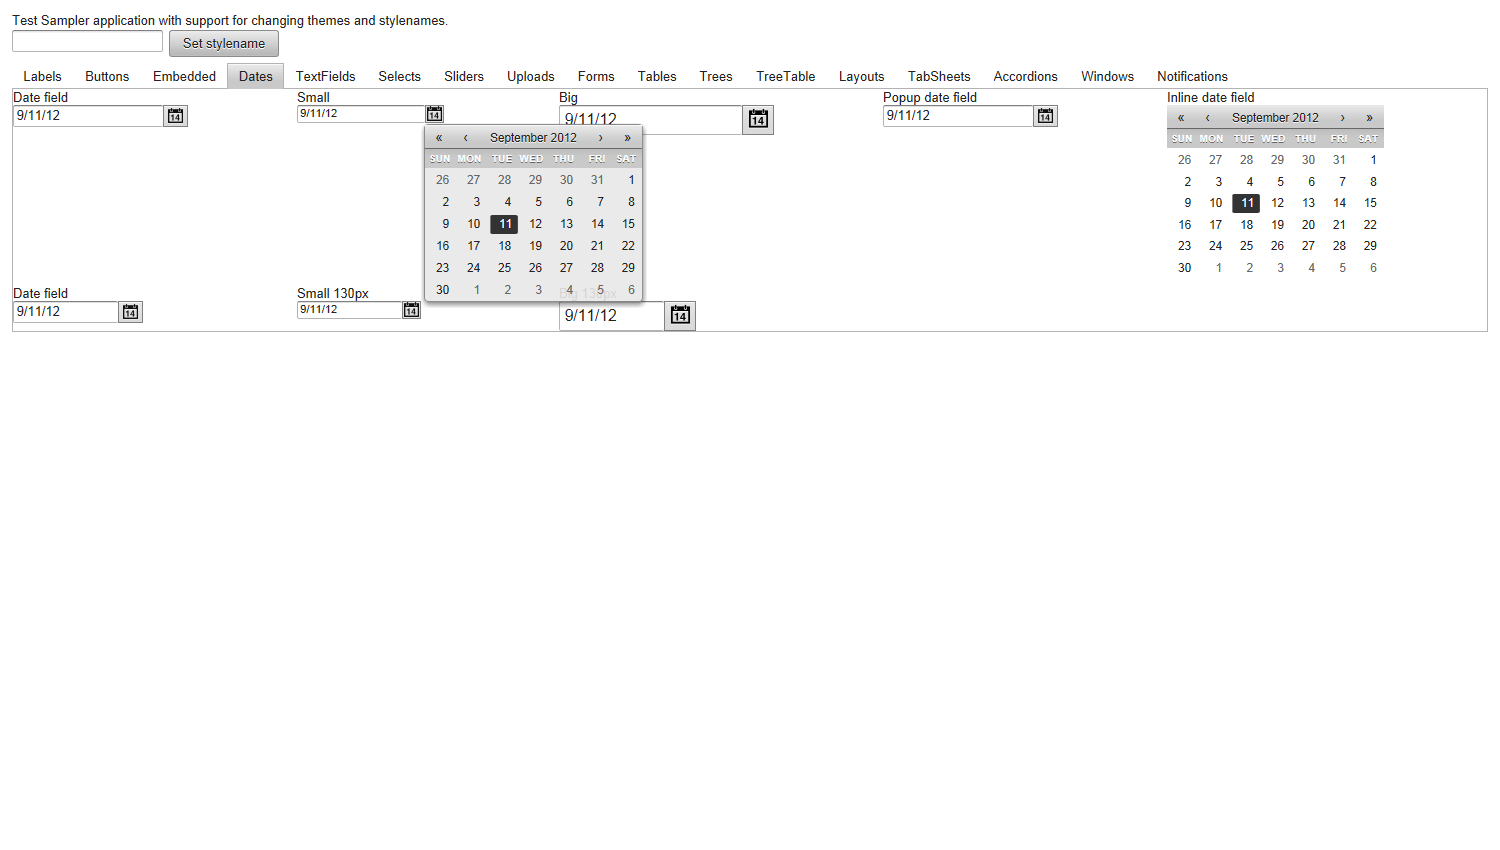 Test Sampler application with support for changing themes and stylenames.
Set stylename
Labels Buttons Embedded Dates TextFields Selects Sliders Uploads Forms Tables Trees TreeTable Layouts TabSheets Accordions Windows Notifications
Date field Small Big Popup date field Inline date field
9/11/12 14 9/11/12 14 9/11/12 14 9/11/12 14
« ‹ September 2012 › »
SUN MON TUE WED THU FRI SAT
26 27 28 29 30 31 1
2 3 4 5 6 7 8
9 10 11 12 13 14 15
16 17 18 19 20 21 22
23 24 25 26 27 28 29
30 1 2 3 4 5 6
« ‹ September 2012 › »
SUN MON TUE WED THU FRI SAT
26 27 28 29 30 31 1
2 3 4 5 6 7 8
9 10 11 12 13 14 15
16 17 18 19 20 21 22
23 24 25 26 27 28 29
30 1 2 3 4 5 6
Date field Small 130px Big 130px
9/11/12 14 9/11/12 14 9/11/12 14